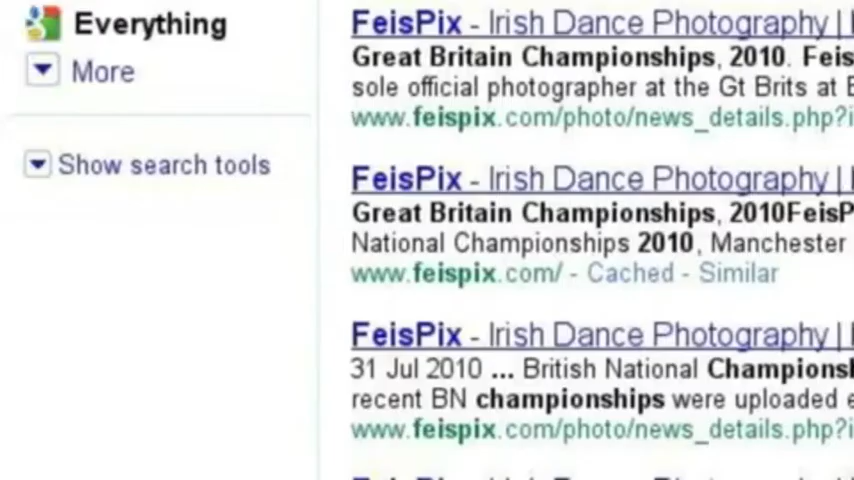 Everything
More
Show search tools
FeisPix - Irish Dance Photography |
Great Britain Championships, 2010. Feis
sole official photographer at the Gt Brits at
www.feispix.com/photo/news_details.php?i
FeisPix - Irish Dance Photography |
Great Britain Championships, 2010FeisP
National Championships 2010, Manchester
www.feispix.com/ - Cached - Similar
FeisPix - Irish Dance Photography |
31 Jul 2010 ... British National Champions
recent BN championships were uploaded
www.feispix.com/photo/news_details.php?i